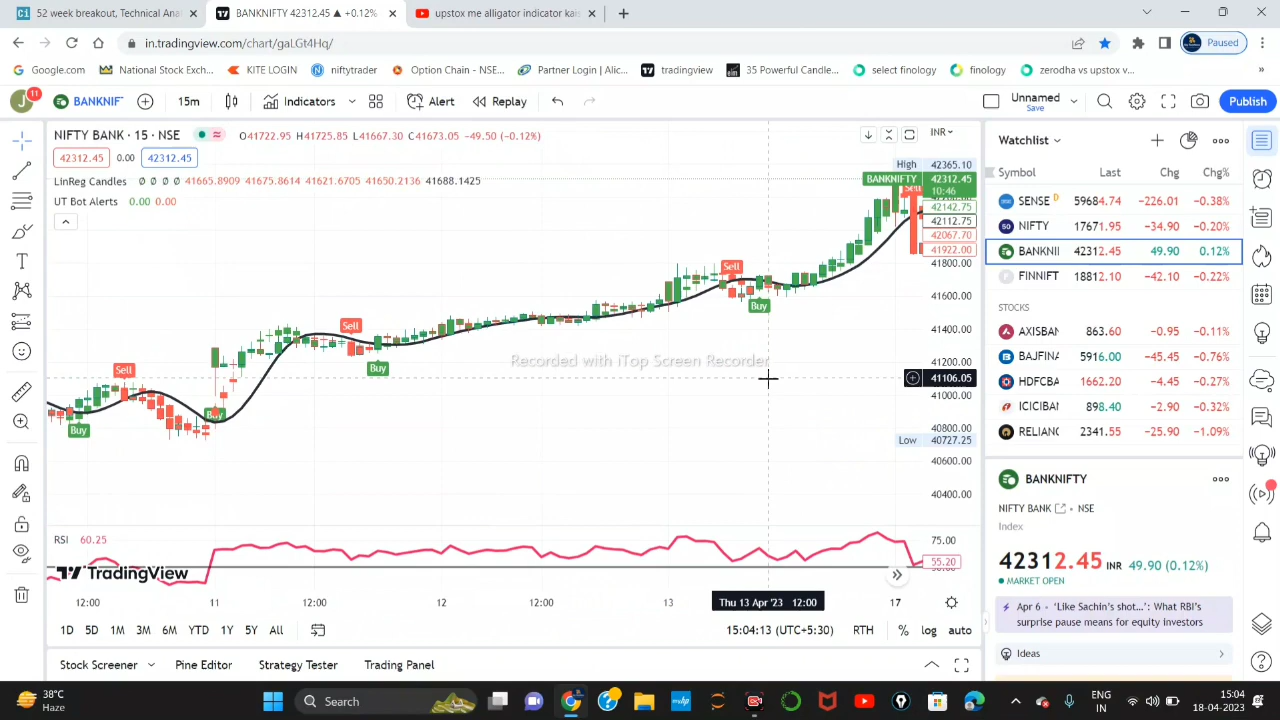 52 week breakout, Technical Anal
BANKNIFTY 42312.45 ▲ +0.12%
upstox me alligator indicator kais
in.tradingview.com/chart/gaLGt4Hq/
Paused
Google.com
National Stock Exch...
KITE LOGIN
niftytrader
Option Chain - NSE...
Partner Login | Alic...
tradingview
35 Powerful Candle...
select finology
finology
zerodha vs upstox v...
J
11
BANKNIF
15m
Indicators
Alert
Replay
Unnamed
Save
Publish
NIFTY BANK · 15 · NSE
O41722.95 H41725.85 L41667.30 C41673.05 −49.50 (−0.12%)
INR
42312.45 0.00 42312.45
LinReg Candles Ø Ø Ø Ø 41665.8909 41675.8614 41621.6705 41650.2136 41688.1425
UT Bot Alerts 0.00 0.00
High 42365.10
BANKNIFTY 42312.45
10:46
Sell
42142.75
42112.75
42067.70
41922.00
41800.00
41600.00
41400.00
41200.00
41106.05
41000.00
40800.00
Low 40727.25
40600.00
40400.00
Sell
Buy
Sell
Buy
Sell
Buy
Buy
Recorded with iTop Screen Recorder
RSI 60.25
75.00
55.20
TradingView
12:00
11
12:00
12
12:00
13
Thu 13 Apr '23 12:00
17
1D 5D 1M 3M 6M YTD 1Y 5Y All
15:04:13 (UTC+5:30)
RTH
% log auto
Stock Screener
Pine Editor
Strategy Tester
Trading Panel
Watchlist
Symbol Last Chg Chg%
SENSE D 59684.74 −226.01 −0.38%
NIFTY 17671.95 −34.90 −0.20%
BANKNI 42312.45 49.90 0.12%
FINNIFT 18812.10 −42.10 −0.22%
STOCKS
AXISBAN 863.60 −0.95 −0.11%
BAJFINA 5916.00 −45.45 −0.76%
HDFCBA 1662.20 −4.45 −0.27%
ICICIBAN 898.40 −2.90 −0.32%
RELIANC 2341.55 −25.90 −1.09%
BANKNIFTY
NIFTY BANK · NSE
Index
42312.45 INR 49.90 (0.12%)
MARKET OPEN
Apr 6 · ‘Like Sachin’s shot...’: What RBI’s
surprise pause means for equity investors
Ideas
38°C
Haze
Search
ENG
IN
15:04
18-04-2023